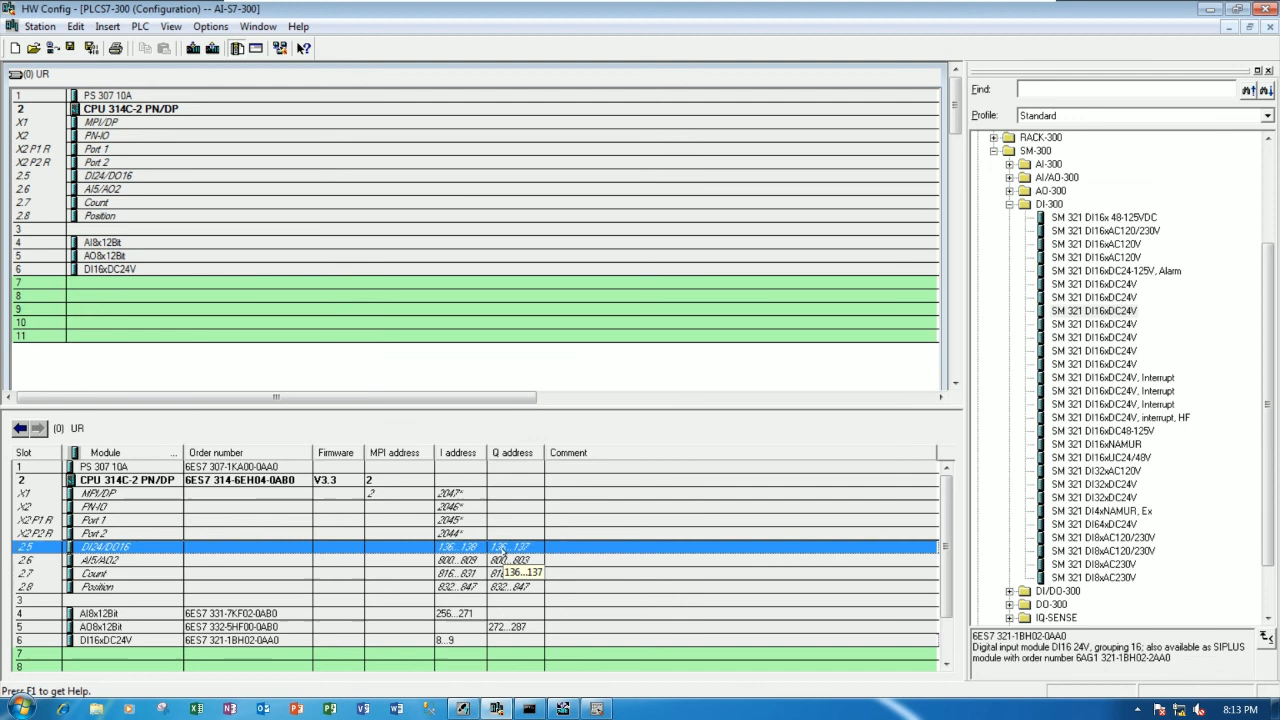 HW Config - [PLCS7-300 (Configuration) -- AI-S7-300]
Station Edit Insert PLC View Options Window Help
(0) UR
1 PS 307 10A
2 CPU 314C-2 PN/DP
X1 MPI/DP
X2 PN-IO
X2 P1 R Port 1
X2 P2 R Port 2
2.5 DI24/DO16
2.6 AI5/AO2
2.7 Count
2.8 Position
3
4 AI8x12Bit
5 AO8x12Bit
6 DI16xDC24V
7
8
9
10
11
(0) UR
Slot Module ... Order number Firmware MPI address I address Q address Comment
1 PS 307 10A 6ES7 307-1KA00-0AA0
2 CPU 314C-2 PN/DP 6ES7 314-6EH04-0AB0 V3.3 2
X1 MPI/DP 2 2047*
X2 PN-IO 2046*
X2 P1 R Port 1 2045*
X2 P2 R Port 2 2044*
2.5 DI24/DO16 136...138 136...137
2.6 AI5/AO2 800...809 800...803
2.7 Count 816...831 816
136...137
2.8 Position 832...847 832...847
3
4 AI8x12Bit 6ES7 331-7KF02-0AB0 256...271
5 AO8x12Bit 6ES7 332-5HF00-0AB0 272...287
6 DI16xDC24V 6ES7 321-1BH02-0AA0 8...9
7
8
Find:
Profile: Standard
RACK-300
SM-300
AI-300
AI/AO-300
AO-300
DI-300
SM 321 DI16x 48-125VDC
SM 321 DI16xAC120/230V
SM 321 DI16xAC120V
SM 321 DI16xAC120V
SM 321 DI16xDC24-125V, Alarm
SM 321 DI16xDC24V
SM 321 DI16xDC24V
SM 321 DI16xDC24V
SM 321 DI16xDC24V
SM 321 DI16xDC24V
SM 321 DI16xDC24V
SM 321 DI16xDC24V
SM 321 DI16xDC24V, Interrupt
SM 321 DI16xDC24V, Interrupt
SM 321 DI16xDC24V, Interrupt
SM 321 DI16xDC24V, interrupt, HF
SM 321 DI16xDC48-125V
SM 321 DI16xNAMUR
SM 321 DI16xUC24/48V
SM 321 DI32xAC120V
SM 321 DI32xDC24V
SM 321 DI32xDC24V
SM 321 DI4xNAMUR, Ex
SM 321 DI64xDC24V
SM 321 DI8xAC120/230V
SM 321 DI8xAC120/230V
SM 321 DI8xAC230V
SM 321 DI8xAC230V
DI/DO-300
DO-300
IQ-SENSE
6ES7 321-1BH02-0AA0
Digital input module DI16 24V, grouping 16; also available as SIPLUS
module with order number 6AG1 321-1BH02-2AA0
Press F1 to get Help.
8:13 PM